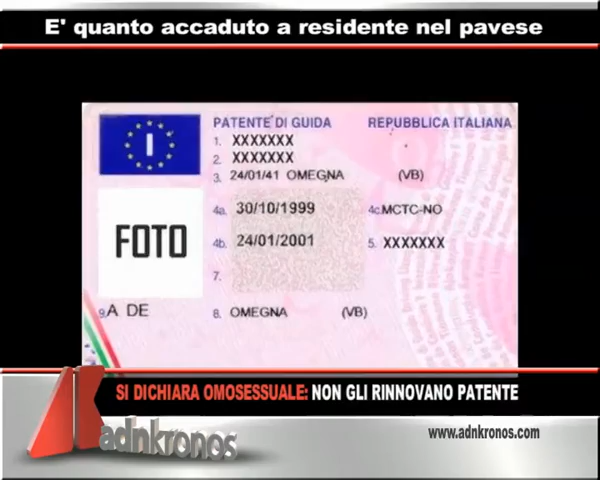 E' quanto accaduto a residente nel pavese
PATENTE DI GUIDA REPUBBLICA ITALIANA
I
1. XXXXXXX
2. XXXXXXX
3. 24/01/41 OMEGNA (VB)
4a. 30/10/1999 4c. MCTC-NO
FOTO
4b. 24/01/2001 5. XXXXXXX
7.
9. A DE 8. OMEGNA (VB)
SI DICHIARA OMOSESSUALE: NON GLI RINNOVANO PATENTE
adnkronos
www.adnkronos.com